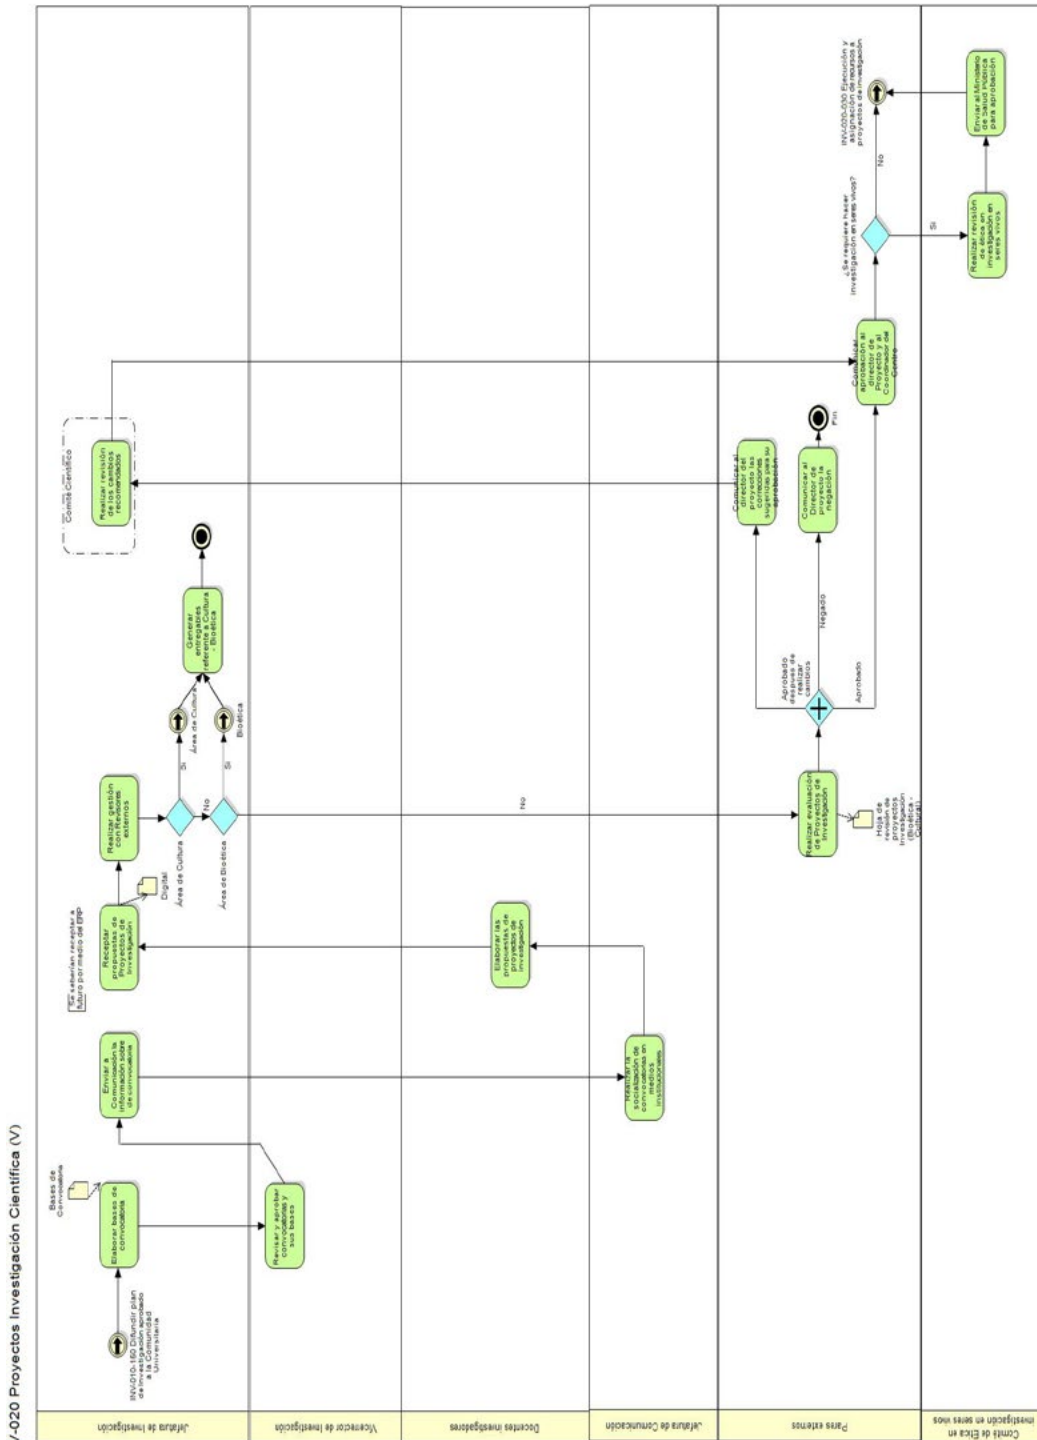 V-020 Proyectos Investigación Científica (V)
Jefatura de Investigación
Vicerrector de Investigación
Docentes investigadores
Jefatura de Comunicación
Pares externos
Comité de Ética en
investigación en seres vivos
INV-010-160 Difundir plan
de Investigación aprobado
a la Comunidad
Universitaria
Bases de
Convocatoria
Elaborar bases de
convocatoria
Revisar y aprobar
convocatorias y
sus bases
Enviar a
Comunicación la
información sobre
de convocatoria
Realizar la
socialización de
convocatorias en
medios
institucionales
Elaborar las
propuestas de
proyectos de
investigación
Se receptar a
futuro por medio del ERP
Receptar
propuestas de
Proyectos de
Investigación
Digital
Realizar gestión
con Revisores
externos
Área de Cultura
Si
Área de Cultura
No
Área de Bioética
Si
Bioética
Generar
entregables
referente a Cultura
- Bioética
No
Realizar evaluación
de Proyectos de
Investigación
Hoja de
revisión de
proyectos
Investigación
(Bioética -
Cultural)
Aprobado
después de
realizar
cambios
Negado
Aprobado
Comunicar al
director del
proyecto las
correcciones
sugeridas para su
aprobación
Comunicar al
Director de
proyecto la
negación
Fin
Comité Científico
Realizar revisión
de los cambios
recomendados
Comunicar
aprobación al
director de
Proyecto y al
Coordinador del
Centro
¿Se requiere hacer
investigación en seres vivos?
No
Si
INV-020-030 Ejecución y
asignación de recursos a
proyectos de investigación
Realizar revisión
de ética en
investigación en
seres vivos
Enviar al Ministerio
de Salud Pública
para aprobación